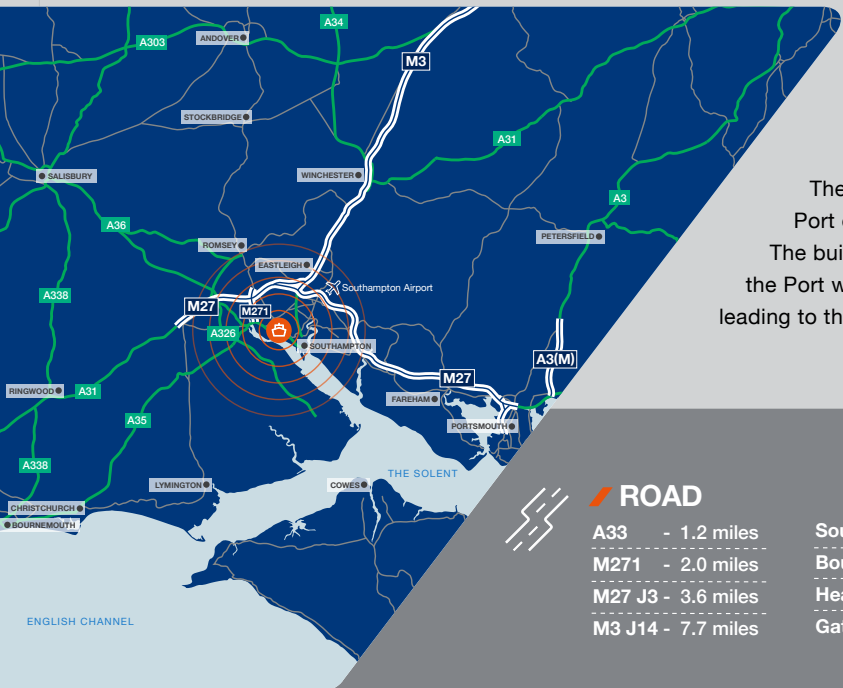 A34
A303
ANDOVER
M3
STOCKBRIDGE
A31
WINCHESTER
SALISBURY
A3
A36
PETERSFIELD
ROMSEY
EASTLEIGH
Southampton Airport
A338
M27
M271
A326
SOUTHAMPTON
A3(M)
M27
RINGWOOD
A31
FAREHAM
A35
PORTSMOUTH
A338
THE SOLENT
LYMINGTON
COWES
CHRISTCHURCH
BOURNEMOUTH
ENGLISH CHANNEL
The
Port
The bui
the Port w
leading to th
ROAD
A33 - 1.2 miles
M271 - 2.0 miles
M27 J3 - 3.6 miles
M3 J14 - 7.7 miles
Sou
Bou
Hea
Gat